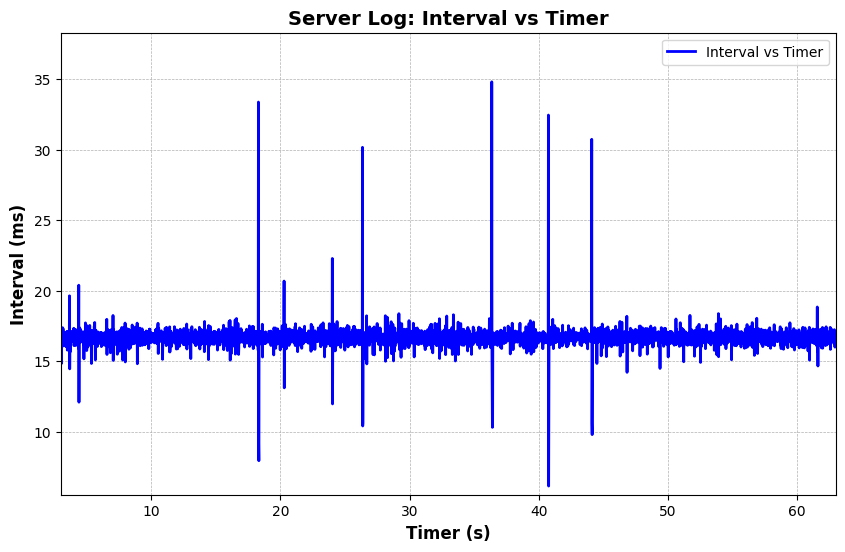 Server Log: Interval vs Timer
Interval vs Timer
Interval (ms)
35
30
25
20
15
10
10 20 30 40 50 60
Timer (s)